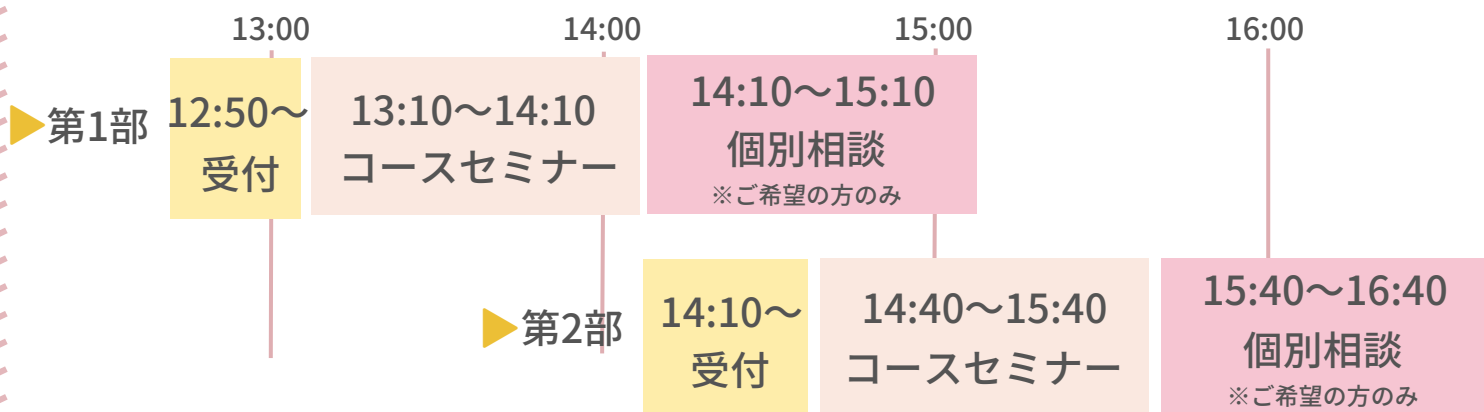 13:00
14:00
15:00
16:00
第1部
12:50〜
受付
13:10〜14:10
コースセミナー
14:10〜15:10
個別相談
※ご希望の方のみ
第2部
14:10〜
受付
14:40〜15:40
コースセミナー
15:40〜16:40
個別相談
※ご希望の方のみ